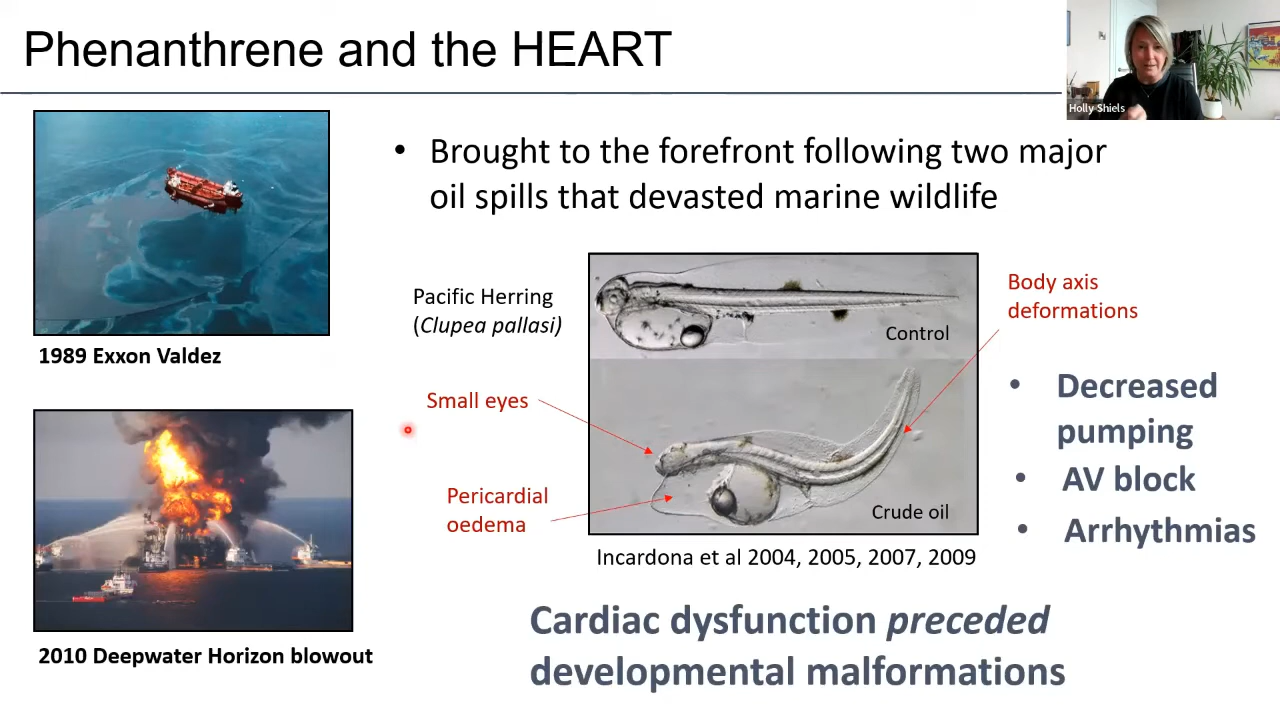 Phenanthrene and the HEART
Holly Shiels
• Brought to the forefront following two major
oil spills that devasted marine wildlife
1989 Exxon Valdez
2010 Deepwater Horizon blowout
Pacific Herring
(Clupea pallasi)
Control
Crude oil
Small eyes
Pericardial
oedema
Body axis
deformations
Incardona et al 2004, 2005, 2007, 2009
• Decreased
pumping
• AV block
• Arrhythmias
Cardiac dysfunction preceded
developmental malformations